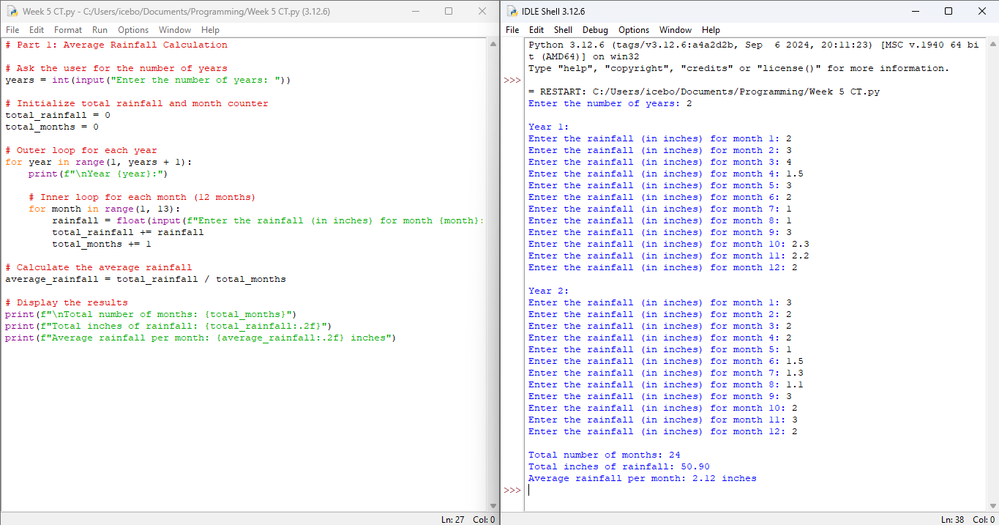 Week 5 CT.py - C:/Users/icebo/Documents/Programming/Week 5 CT.py (3.12.6)
File Edit Format Run Options Window Help
# Part 1: Average Rainfall Calculation
# Ask the user for the number of years
years = int(input("Enter the number of years: "))
# Initialize total rainfall and month counter
total_rainfall = 0
total_months = 0
# Outer loop for each year
for year in range(1, years + 1):
    print(f"\nYear {year}:")
    # Inner loop for each month (12 months)
    for month in range(1, 13):
        rainfall = float(input(f"Enter the rainfall (in inches) for month {month}:
        total_rainfall += rainfall
        total_months += 1
# Calculate the average rainfall
average_rainfall = total_rainfall / total_months
# Display the results
print(f"\nTotal number of months: {total_months}")
print(f"Total inches of rainfall: {total_rainfall:.2f}")
print(f"Average rainfall per month: {average_rainfall:.2f} inches")
Ln: 27 Col: 0
IDLE Shell 3.12.6
File Edit Shell Debug Options Window Help
Python 3.12.6 (tags/v3.12.6:a4a2d2b, Sep  6 2024, 20:11:23) [MSC v.1940 64 bi
t (AMD64)] on win32
Type "help", "copyright", "credits" or "license()" for more information.
>>>
= RESTART: C:/Users/icebo/Documents/Programming/Week 5 CT.py
Enter the number of years: 2
Year 1:
Enter the rainfall (in inches) for month 1: 2
Enter the rainfall (in inches) for month 2: 3
Enter the rainfall (in inches) for month 3: 4
Enter the rainfall (in inches) for month 4: 1.5
Enter the rainfall (in inches) for month 5: 3
Enter the rainfall (in inches) for month 6: 2
Enter the rainfall (in inches) for month 7: 1
Enter the rainfall (in inches) for month 8: 1
Enter the rainfall (in inches) for month 9: 3
Enter the rainfall (in inches) for month 10: 2.3
Enter the rainfall (in inches) for month 11: 2.2
Enter the rainfall (in inches) for month 12: 2
Year 2:
Enter the rainfall (in inches) for month 1: 3
Enter the rainfall (in inches) for month 2: 2
Enter the rainfall (in inches) for month 3: 2
Enter the rainfall (in inches) for month 4: 2
Enter the rainfall (in inches) for month 5: 1
Enter the rainfall (in inches) for month 6: 1.5
Enter the rainfall (in inches) for month 7: 1.3
Enter the rainfall (in inches) for month 8: 1.1
Enter the rainfall (in inches) for month 9: 3
Enter the rainfall (in inches) for month 10: 2
Enter the rainfall (in inches) for month 11: 3
Enter the rainfall (in inches) for month 12: 2
Total number of months: 24
Total inches of rainfall: 50.90
Average rainfall per month: 2.12 inches
>>>
Ln: 38 Col: 0